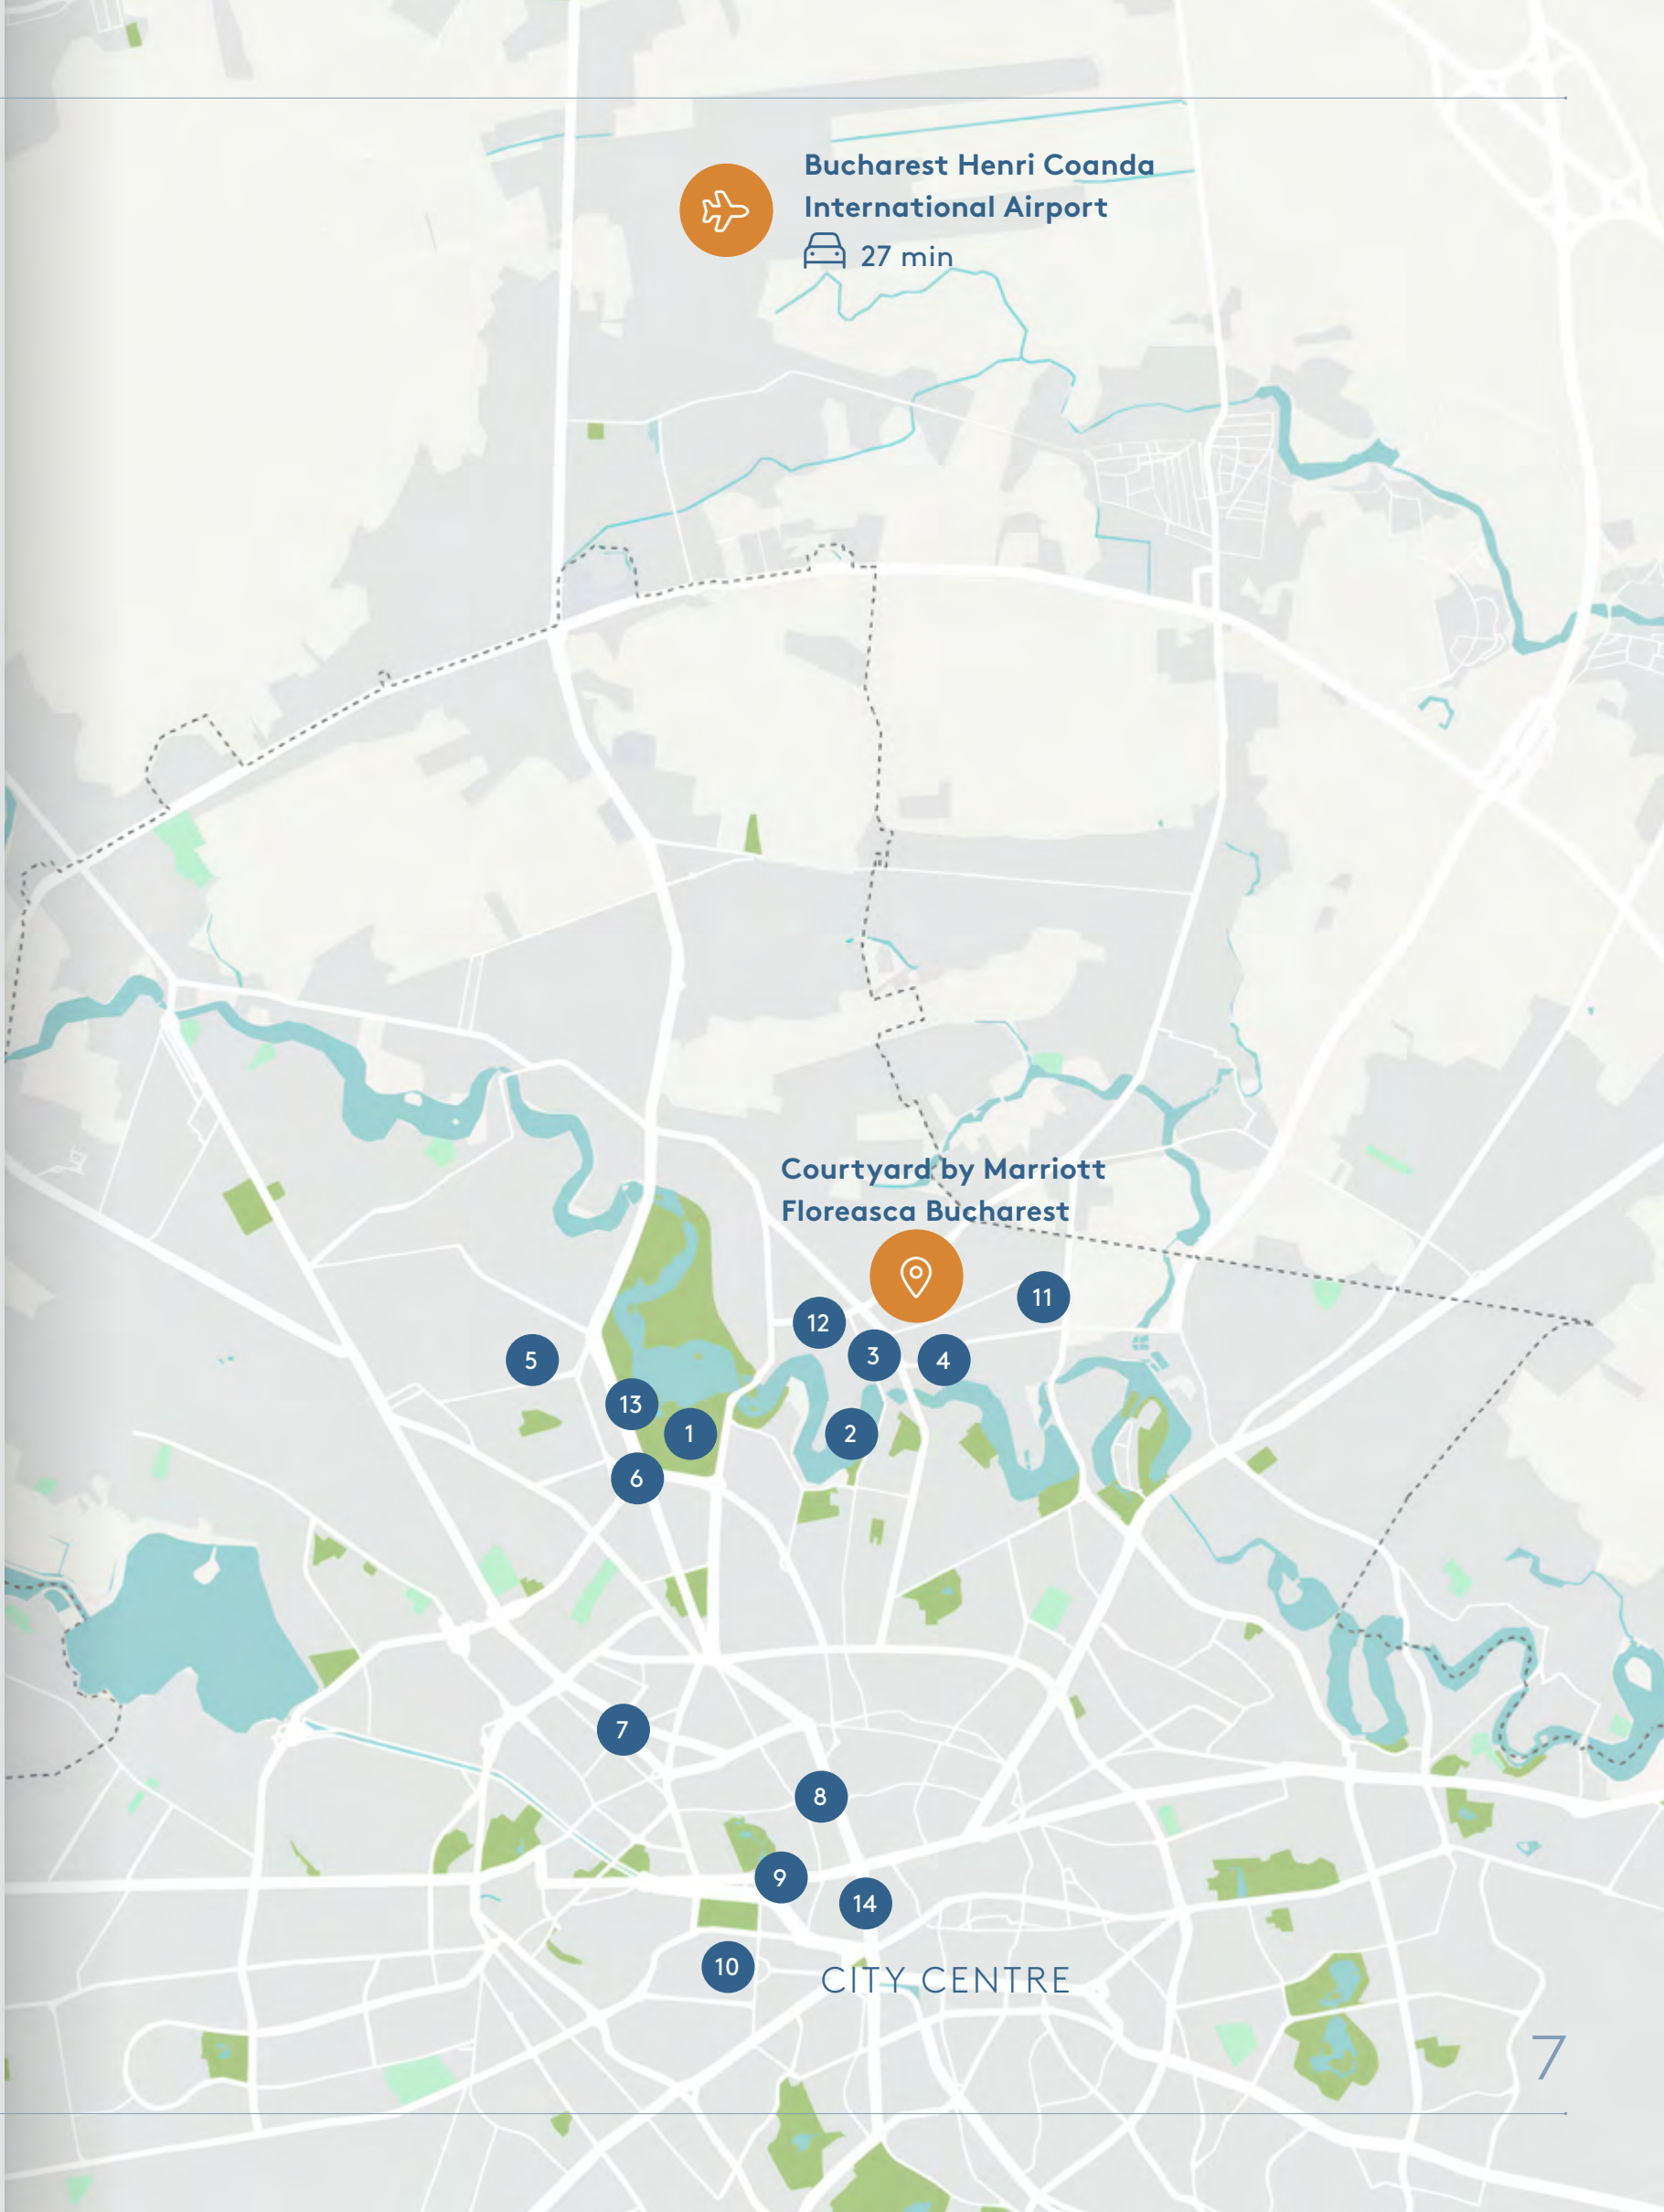 Bucharest Henri Coanda
International Airport
27 min
Courtyard by Marriott
Floreasca Bucharest
11
12
3
4
5
13
1
2
6
7
8
9
14
10
CITY CENTRE
7